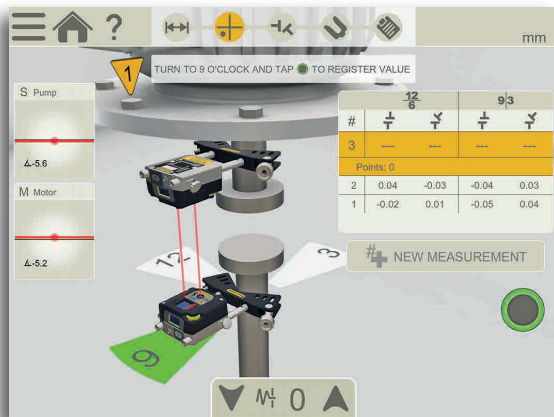 ?
mm
1
TURN TO 9 O'CLOCK AND TAP TO REGISTER VALUE
S Pump
∡-5.6
M Motor
∡-5.2
12
6
9|3
#
3 --- --- --- ---
Points: 0
2 0.04 -0.03 -0.04 0.03
1 -0.02 0.01 -0.05 0.04
# NEW MEASUREMENT
12
3
9
0